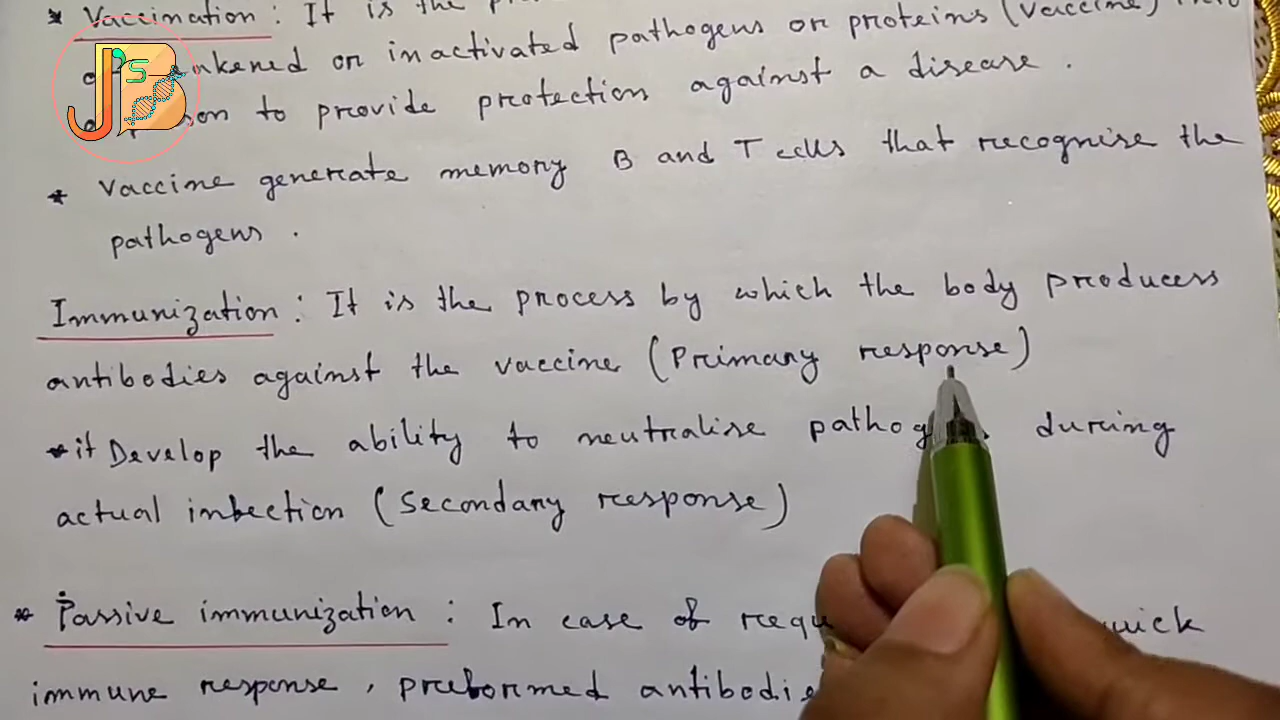 * Vaccination : It is the
or inactivated pathogens or proteins (vaccine)
to provide protection against a disease .
* Vaccine generate memory B and T cells that recognise the
pathogens .
Immunization : It is the process by which the body producess
antibodies against the vaccine (Primary response)
* it Develop the ability to neutralise during
actual infection (Secondary response)
* Passive immunization : In case of
immune response , preformed
JSB